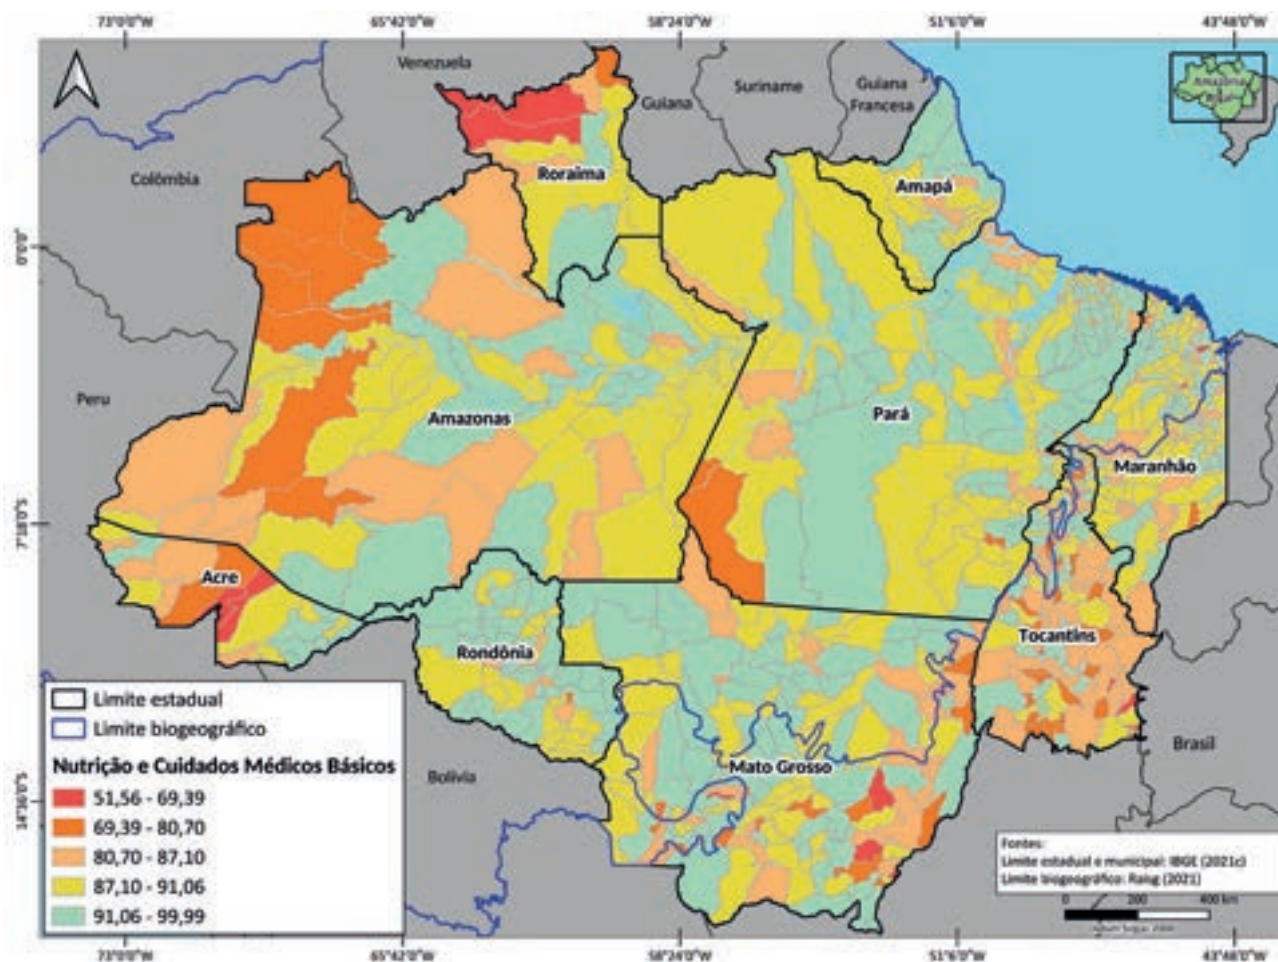 73°0'0"W 65°42'0"W 58°24'0"W 51°6'0"W 43°48'0"W
Venezuela
Guiana
Suriname
Guiana
Francesa
Colômbia
Roraima
Amapá
0°0'0"
Peru
Amazonas
Pará
Maranhão
7°18'0"S
Acre
Rondônia
Tocantins
Mato Grosso
Bolívia
Brasil
14°36'0"S
Limite estadual
Limite biogeográfico
Nutrição e Cuidados Médicos Básicos
51,56 - 69,39
69,39 - 80,70
80,70 - 87,10
87,10 - 91,06
91,06 - 99,99
Fontes:
Limite estadual e municipal: IBGE (2021c)
Limite biogeográfico: Raisg (2021)
0 200 400 km
73°0'0"W 65°42'0"W 58°24'0"W 51°6'0"W 43°48'0"W